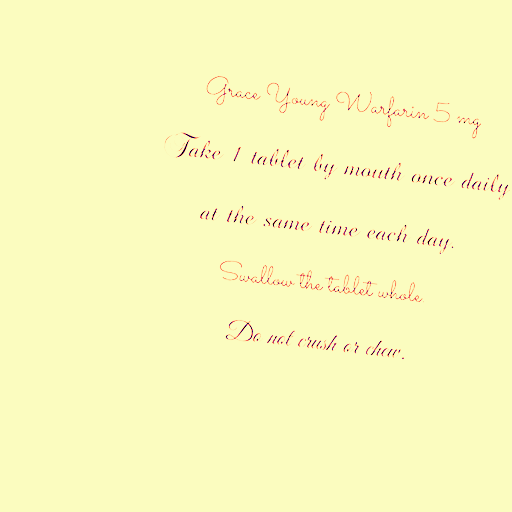 Grace Young Warfarin 5 mg
Take 1 tablet by mouth once daily
at the same time each day.
Swallow the tablet whole
Do not crush or chew.